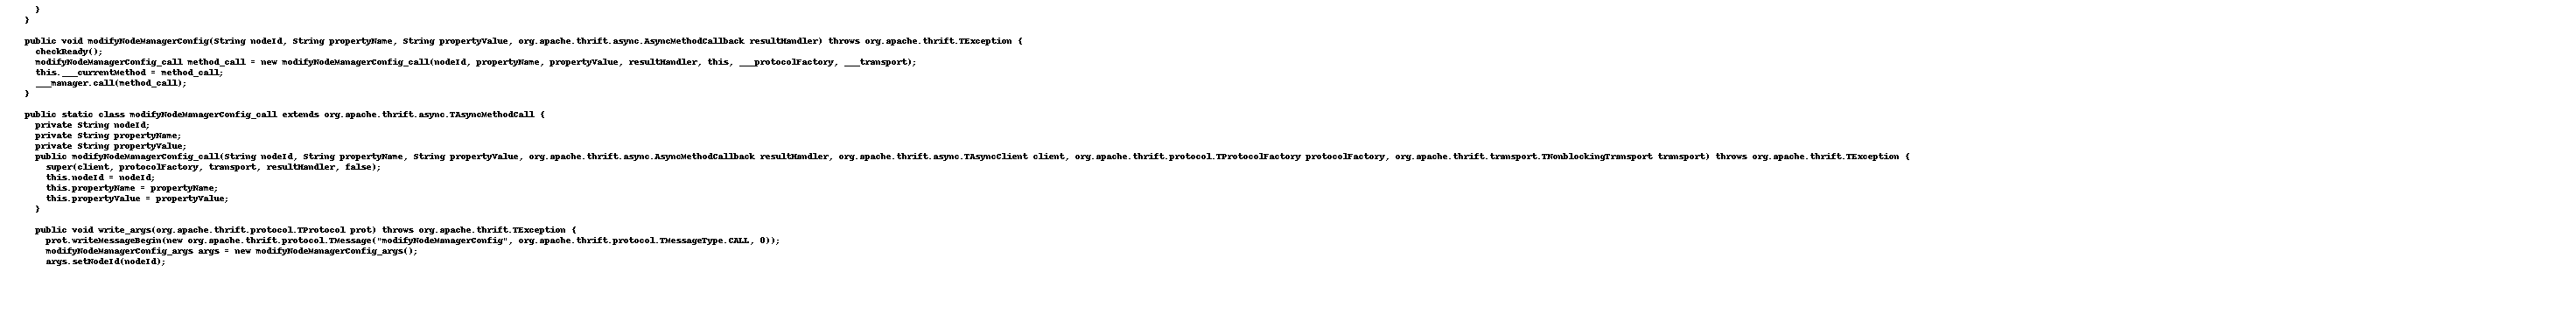 }
}
public void modifyNodeManagerConfig(String nodeId, String propertyName, String propertyValue, org.apache.thrift.async.AsyncMethodCallback resultHandler) throws org.apache.thrift.TException {
checkReady();
modifyNodeManagerConfig_call method_call = new modifyNodeManagerConfig_call(nodeId, propertyName, propertyValue, resultHandler, this, ___protocolFactory, ___transport);
this.___currentMethod = method_call;
___manager.call(method_call);
}
public static class modifyNodeManagerConfig_call extends org.apache.thrift.async.TAsyncMethodCall {
private String nodeId;
private String propertyName;
private String propertyValue;
public modifyNodeManagerConfig_call(String nodeId, String propertyName, String propertyValue, org.apache.thrift.async.AsyncMethodCallback resultHandler, org.apache.thrift.async.TAsyncClient client, org.apache.thrift.protocol.TProtocolFactory protocolFactory, org.apache.thrift.transport.TNonblockingTransport transport) throws org.apache.thrift.TException {
super(client, protocolFactory, transport, resultHandler, false);
this.nodeId = nodeId;
this.propertyName = propertyName;
this.propertyValue = propertyValue;
}
public void write_args(org.apache.thrift.protocol.TProtocol prot) throws org.apache.thrift.TException {
prot.writeMessageBegin(new org.apache.thrift.protocol.TMessage("modifyNodeManagerConfig", org.apache.thrift.protocol.TMessageType.CALL, 0));
modifyNodeManagerConfig_args args = new modifyNodeManagerConfig_args();
args.setNodeId(nodeId);